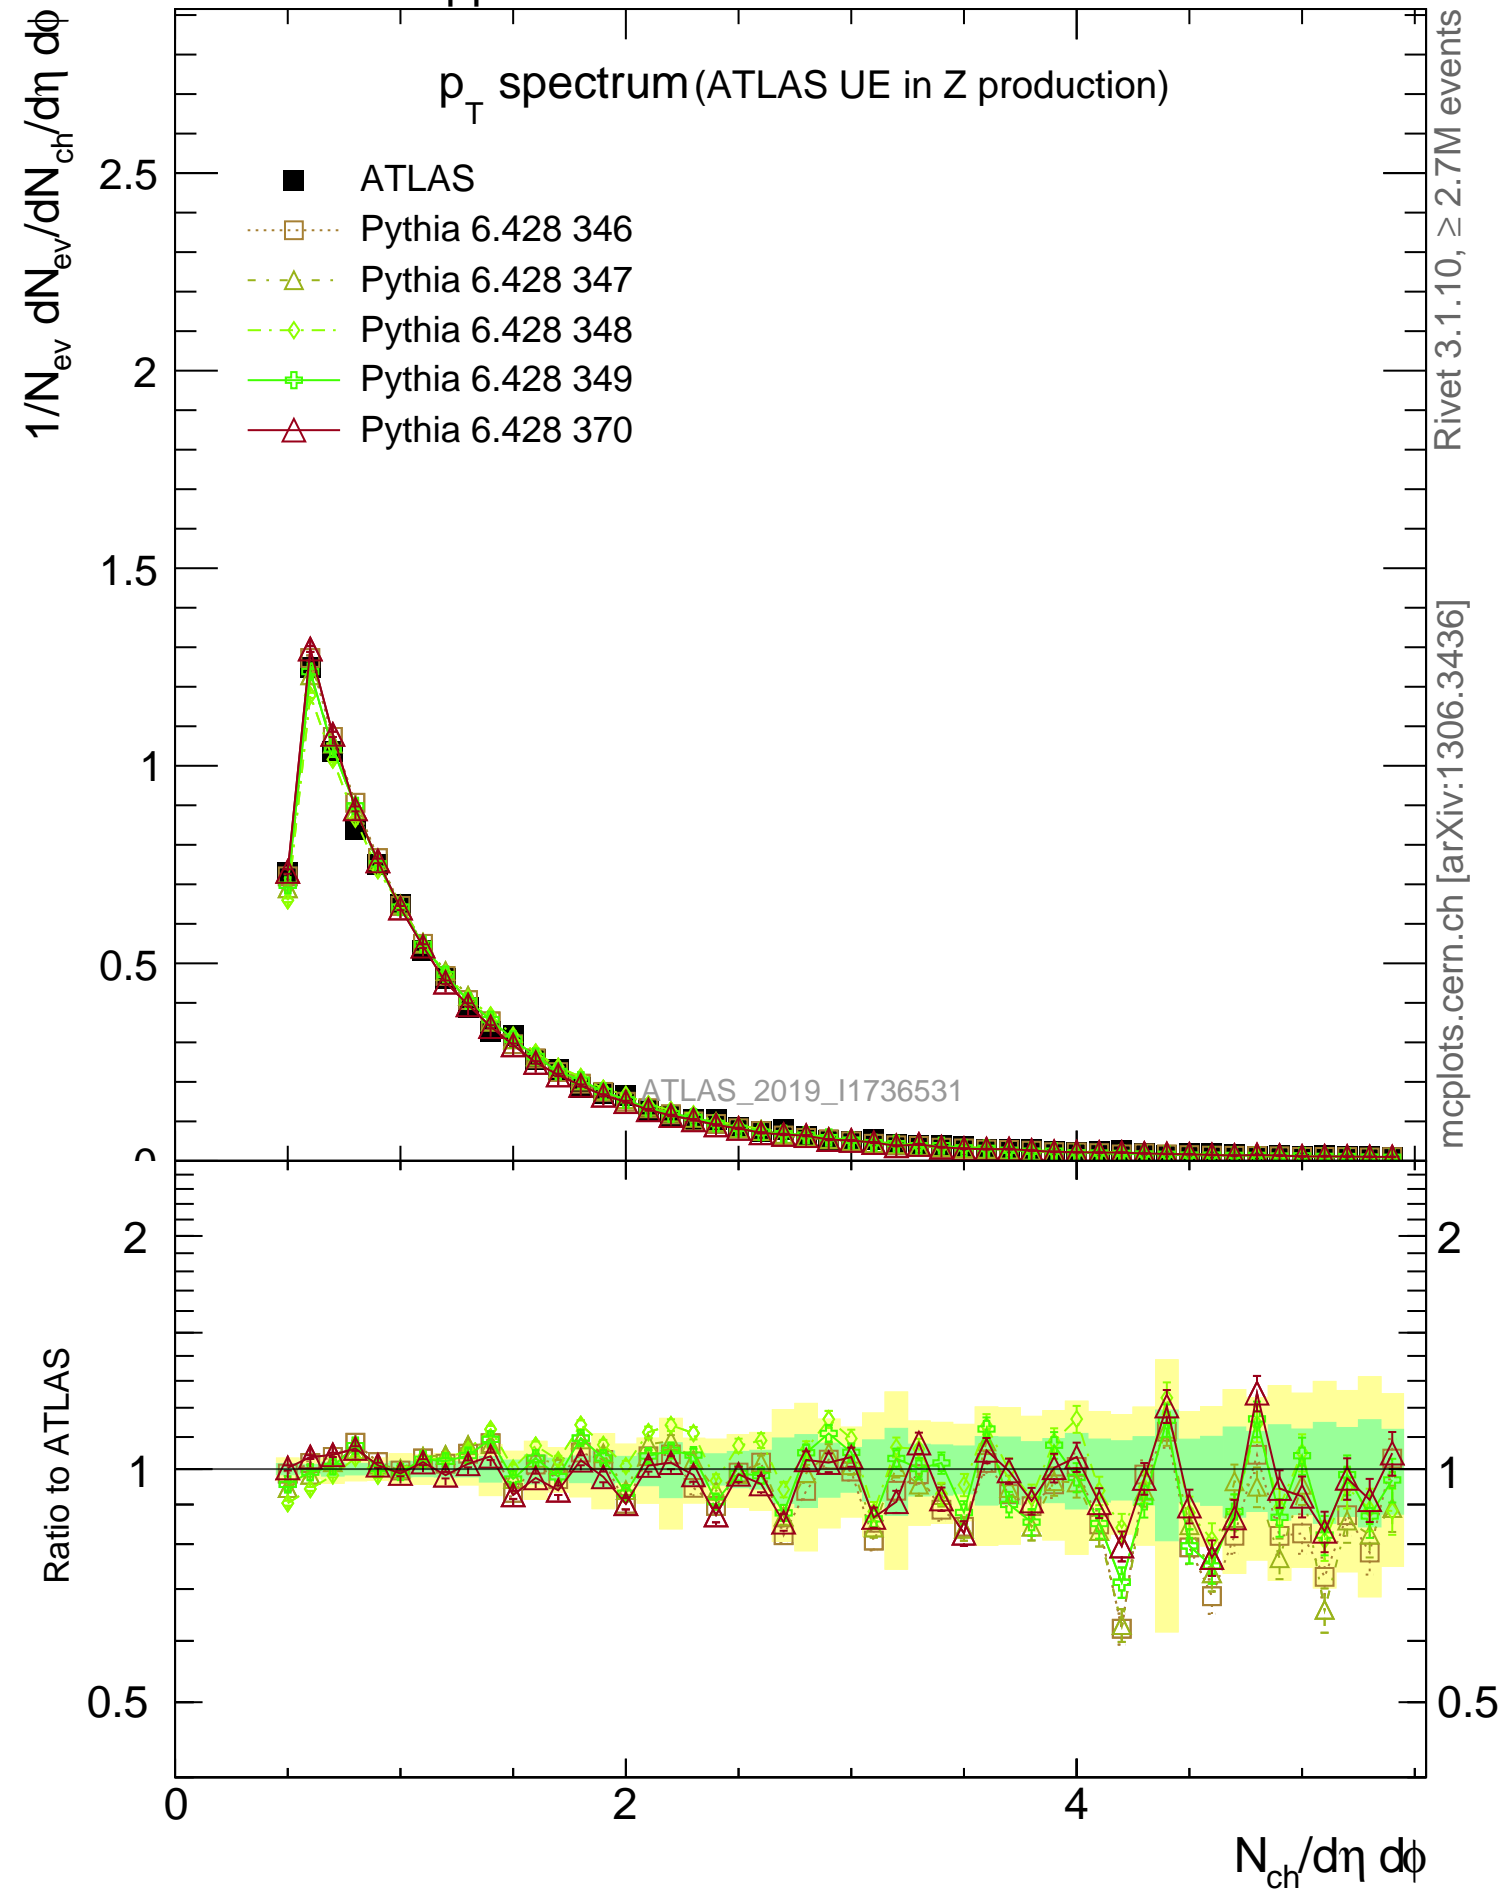 1/N_ev dN_ev/dN_ch/dη dϕ
p_T spectrum (ATLAS UE in Z production)
ATLAS
Pythia 6.428 346
Pythia 6.428 347
Pythia 6.428 348
Pythia 6.428 349
Pythia 6.428 370
2.5
2
1.5
1
0.5
0
ATLAS_2019_I1736531
Rivet 3.1.10, ≥ 2.7M events
mcplots.cern.ch [arXiv:1306.3436]
Ratio to ATLAS
2
1
0.5
2
1
0.5
0
2
4
N_ch/dη dϕ